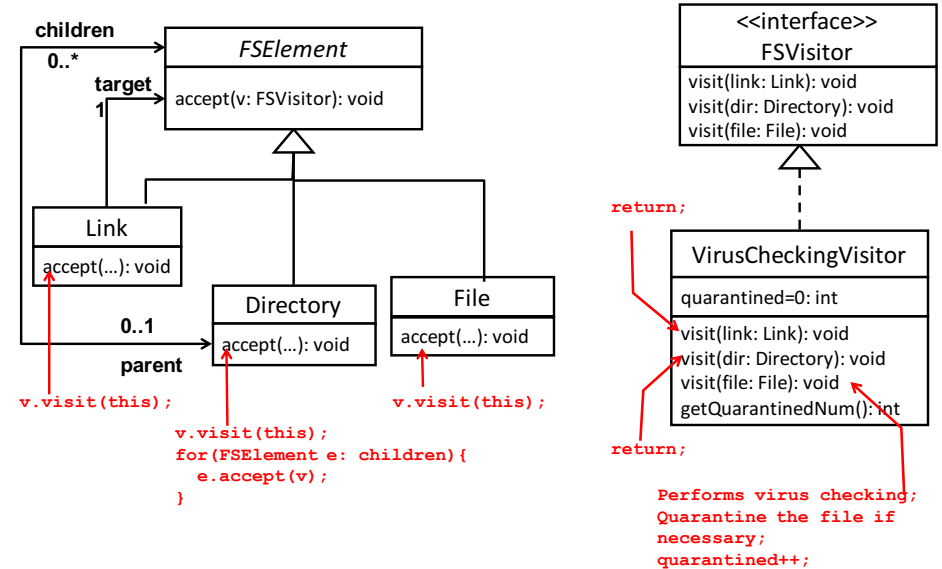 children
0..*
target
1
FSElement
accept(v: FSVisitor): void
Link
accept(...): void
0..1
parent
Directory
accept(...): void
File
accept(...): void
v.visit(this);
v.visit(this);
for(FSElement e: children){
e.accept(v);
}
v.visit(this);
<<interface>>
FSVisitor
visit(link: Link): void
visit(dir: Directory): void
visit(file: File): void
return;
VirusCheckingVisitor
quarantined=0: int
visit(link: Link): void
visit(dir: Directory): void
visit(file: File): void
getQuarantinedNum(): int
return;
Performs virus checking;
Quarantine the file if
necessary;
quarantined++;